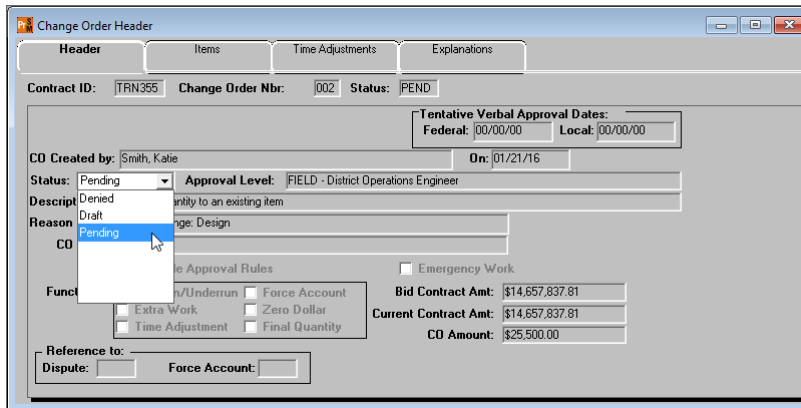 Change Order Header
Header Items Time Adjustments Explanations
Contract ID: TRN355 Change Order Nbr: 002 Status: PEND
Tentative Verbal Approval Dates:
Federal: 00/00/00 Local: 00/00/00
CO Created by: Smith, Katie On: 01/21/16
Status: Pending Approval Level: FIELD - District Operations Engineer
Descript antity to an existing item
Denied
Draft
Pending
Reason nge: Design
CO
le Approval Rules Emergency Work
Funct n/Underrun Force Account Bid Contract Amt: $14,657,837.81
Extra Work Zero Dollar Current Contract Amt: $14,657,837.81
Time Adjustment Final Quantity CO Amount: $25,500.00
Reference to:
Dispute: Force Account: